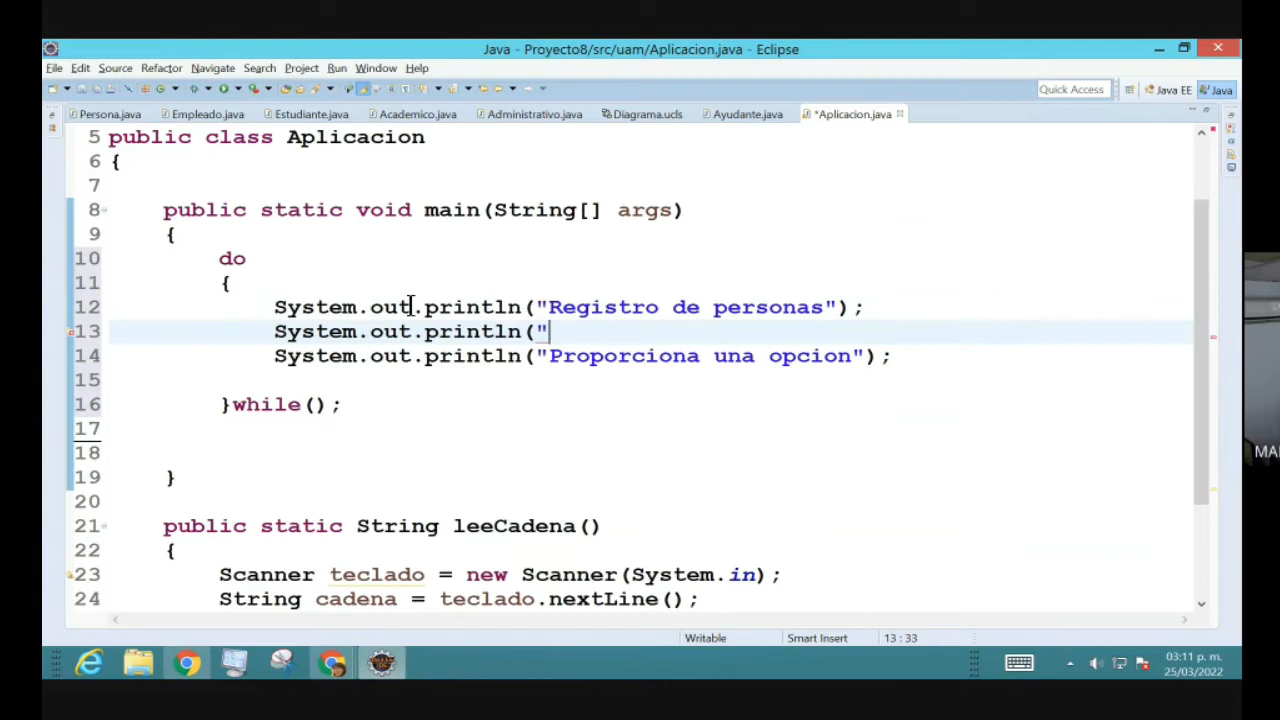 Java - Proyecto8/src/uam/Aplicacion.java - Eclipse
File Edit Source Refactor Navigate Search Project Run Window Help
Quick Access Java EE Java
Persona.java Empleado.java Estudiante.java Academico.java Administrativo.java Diagrama.ucls Ayudante.java *Aplicacion.java
5 public class Aplicacion
6 {
7
8 public static void main(String[] args)
9 {
10 do
11 {
12 System.out.println("Registro de personas");
13 System.out.println("
14 System.out.println("Proporciona una opcion");
15
16 }while();
17
18
19 }
20
21 public static String leeCadena()
22 {
23 Scanner teclado = new Scanner(System.in);
24 String cadena = teclado.nextLine();
Writable Smart Insert 13 : 33
03:11 p. m.
25/03/2022